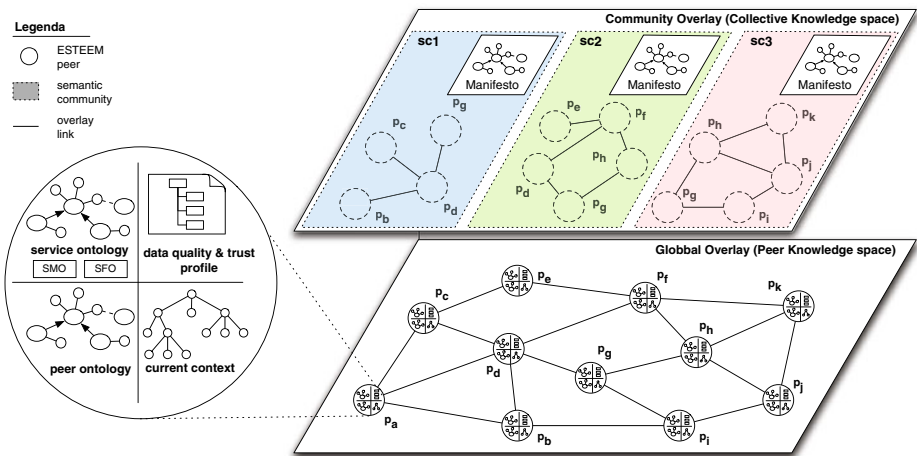 Legenda
ESTEEM
peer
semantic
community
overlay
link
Community Overlay (Collective Knowledge space)
sc1
sc2
sc3
Manifesto
Manifesto
Manifesto
pg
pc
pb
pd
pe
pf
ph
pd
pg
pk
ph
pj
pg
pi
service ontology
SMO
SFO
data quality & trust
profile
peer ontology
current context
Globbal Overlay (Peer Knowledge space)
pe
pf
pk
pc
ph
pd
pg
pj
pa
pb
pi